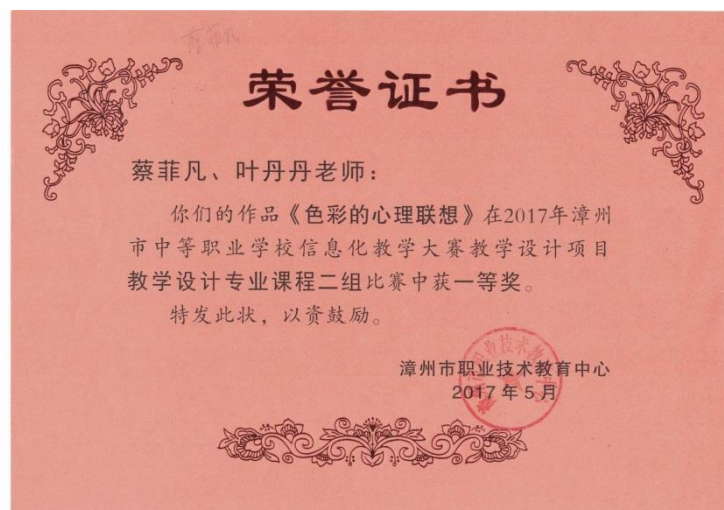 荣誉证书
蔡菲凡、叶丹丹老师：
你们的作品《色彩的心理联想》在2017年漳州
市中等职业学校信息化教学大赛教学设计项目
教学设计专业课程二组比赛中获一等奖。
特发此状，以资鼓励。
漳州市职业技术教育中心
2017年5月